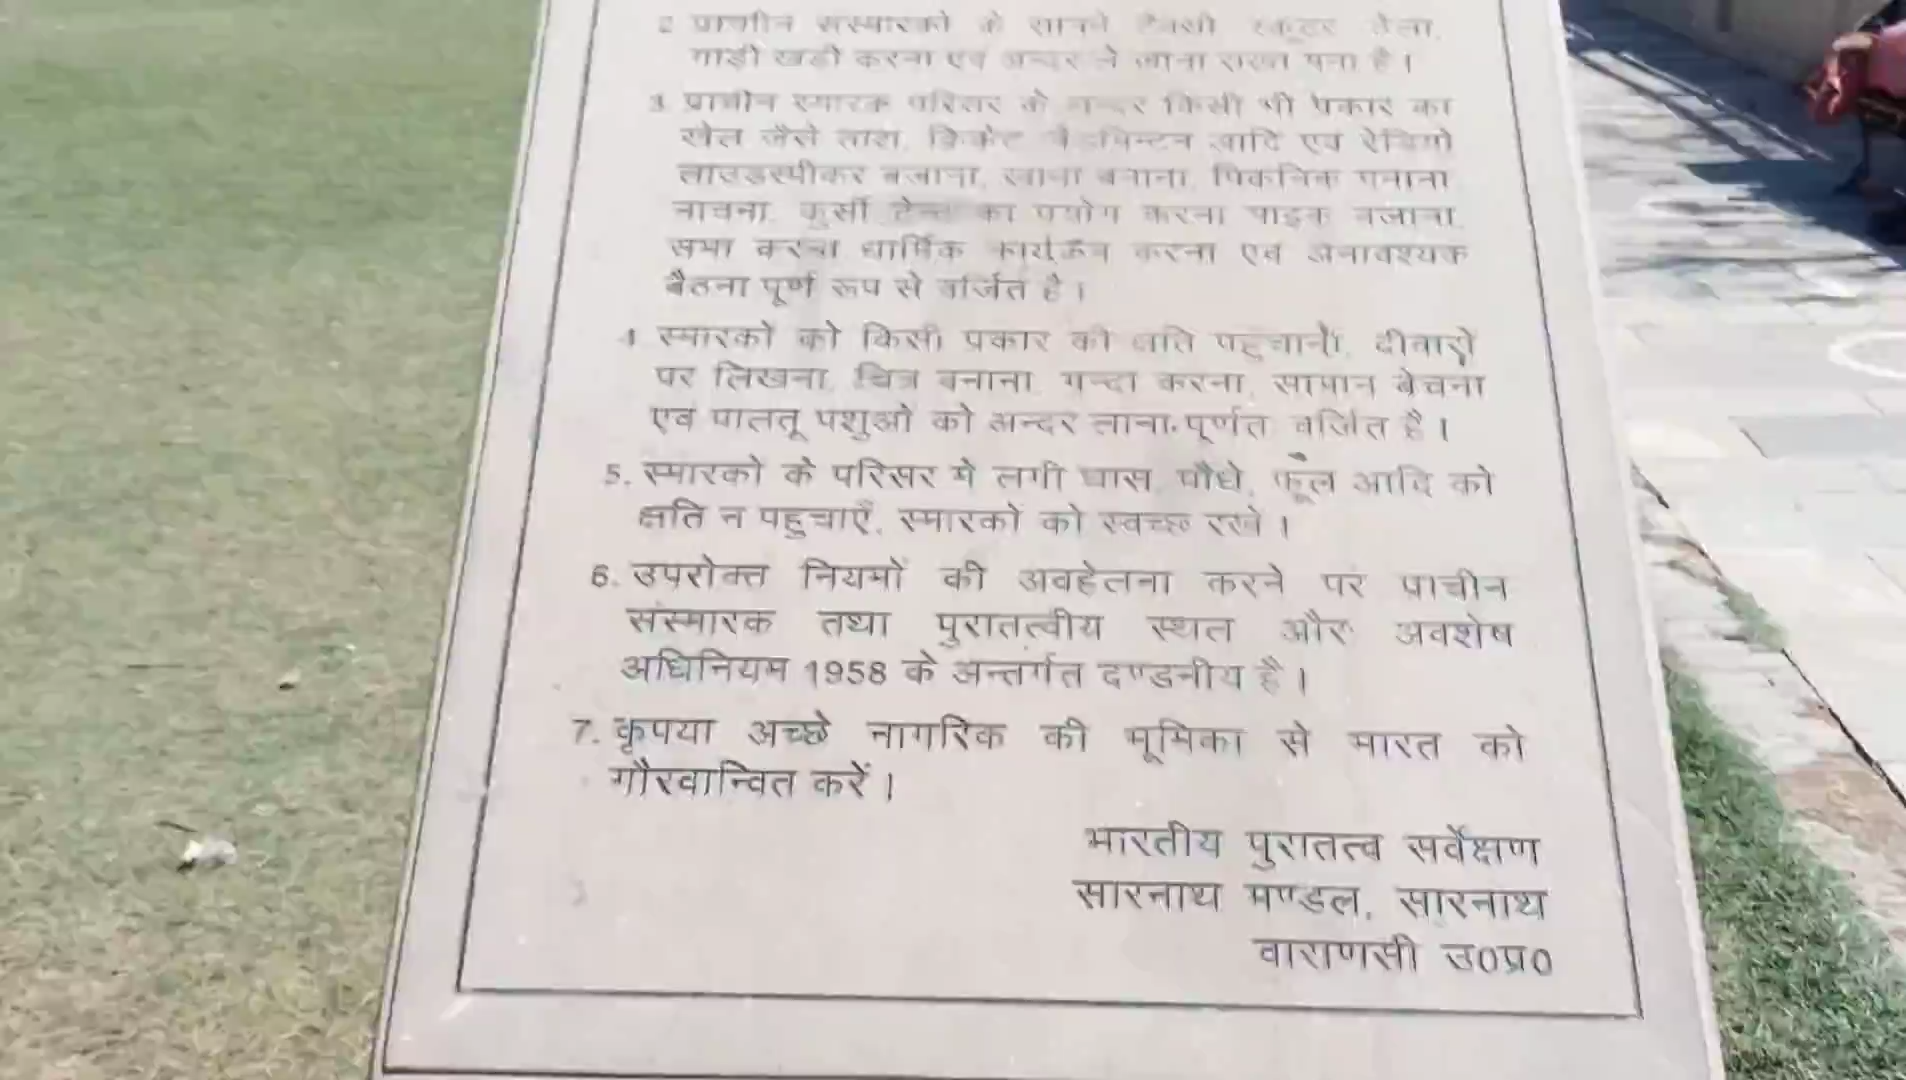 2 प्राचीन संस्मारको के सामने टैक्सी स्कूटर ठेला,
गाड़ी खडी करना एवं अन्दर ले जाना सख्त मना है।
3 प्राचीन स्मारक परिसर के अन्दर किसी भी प्रकार का
खेल जैसे ताश, क्रिकेट बैडमिन्टन आदि एवं रेडियो
लाउडस्पीकर बजाना, खाना बनाना, पिकनिक मनाना
नाचना, कुर्सी टेन्ट का प्रयोग करना माइक बजाना,
सभा करना धार्मिक कार्यक्रम करना एवं अनावश्यक
बैठना पूर्ण रूप से वर्जित है।
4 स्मारको को किसी प्रकार की क्षति पहुचाना, दीवारो
पर लिखना, चित्र बनाना गन्दा करना, सामान बेचना
एवं पालतू पशुओ को अन्दर लाना पूर्णत वर्जित है।
5. स्मारको के परिसर मे लगी घास, पौधे, फूल आदि को
क्षति न पहुचाएँ, स्मारको को स्वच्छ रखे।
6. उपरोक्त नियमों की अवहेलना करने पर प्राचीन
संस्मारक तथा पुरातत्वीय स्थल और अवशेष
अधिनियम 1958 के अन्तर्गत दण्डनीय है।
7. कृपया अच्छे नागरिक की भूमिका से भारत को
गौरवान्वित करें।
भारतीय पुरातत्व सर्वेक्षण
सारनाथ मण्डल, सारनाथ
वाराणसी उ०प्र०